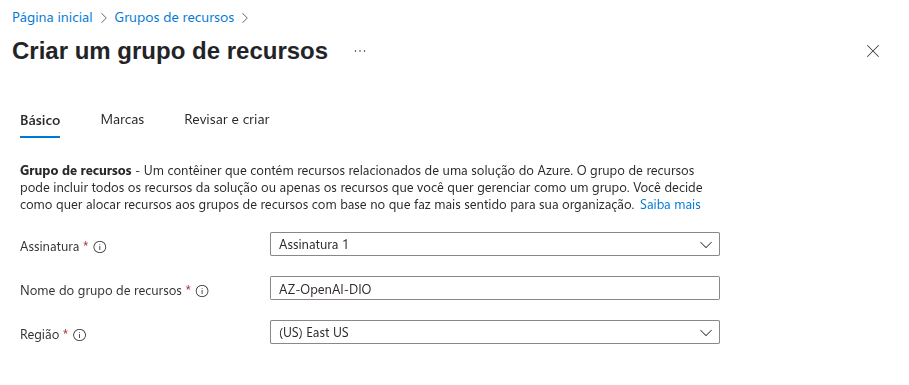 Página inicial > Grupos de recursos >
Criar um grupo de recursos ...
Básico Marcas Revisar e criar
Grupo de recursos - Um contêiner que contém recursos relacionados de uma solução do Azure. O grupo de recursos
pode incluir todos os recursos da solução ou apenas os recursos que você quer gerenciar como um grupo. Você decide
como quer alocar recursos aos grupos de recursos com base no que faz mais sentido para sua organização. Saiba mais
Assinatura * Assinatura 1
Nome do grupo de recursos * AZ-OpenAI-DIO
Região * (US) East US